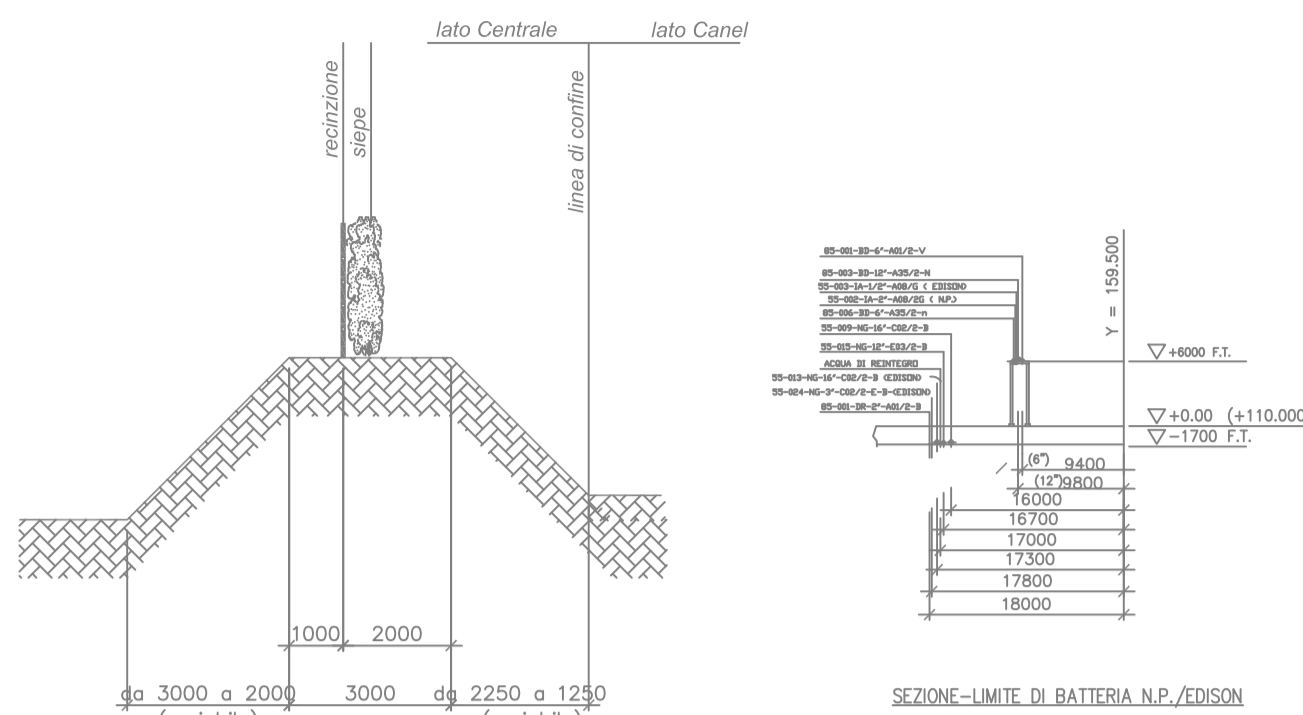 lato Centrale
lato Canel
recinzione
siepe
linea di confine
1000
2000
da 3000 a 2000
3000
da 2250 a 1250
85-001-BD-6"-A01/2-V
85-003-BD-12"-A35/2-N
55-003-IA-1/2"-A08/G ( EDISON)
55-002-IA-2"-A08/2G ( N.P.)
85-006-BD-6"-A35/2-n
55-009-NG-16"-C02/2-B
55-015-NG-12"-E03/2-B
ACQUA DI REINTEGRO
55-013-NG-16"-C02/2-B (EDISON)
55-024-NG-3"-C02/2-E-B-(EDISON)
85-001-DR-2"-A01/2-B
Y = 159.500
+6000 F.T.
+0.00 (+110.000
-1700 F.T.
(6") 9400
(12") 9800
16000
16700
17000
17300
17800
18000
SEZIONE-LIMITE DI BATTERIA N.P./EDISON